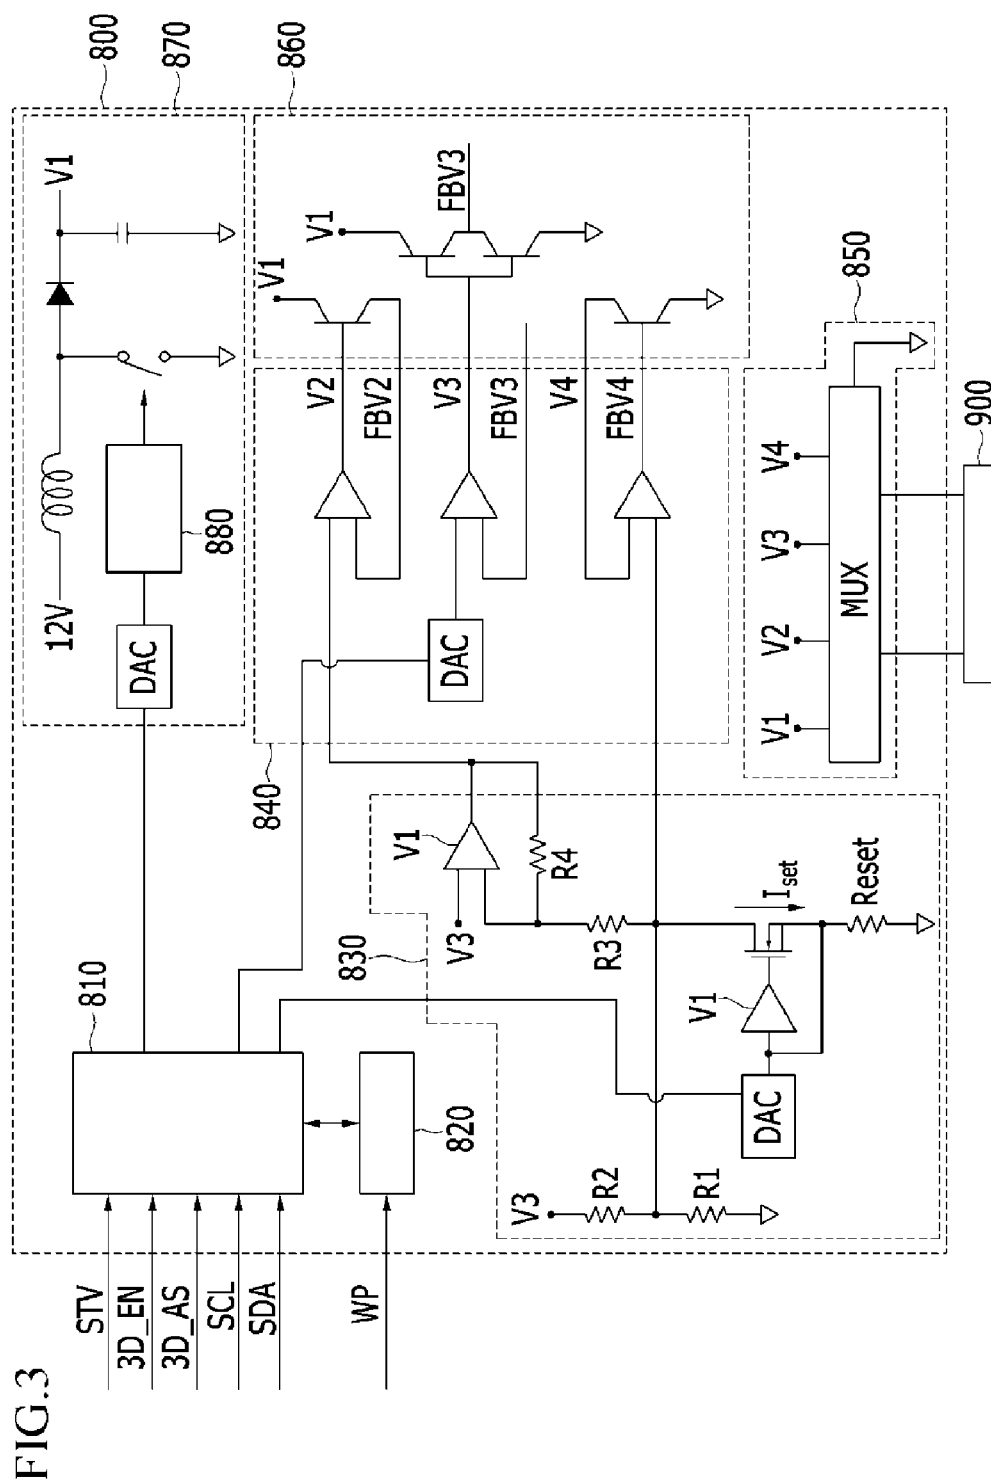 FIG.3
800
870
860
STV
3D_EN
3D_AS
SCL
SDA
WP
810
820
12V
V1
DAC
880
V1
V1
V2
FBV2
V3
FBV3
FBV3
V4
FBV4
DAC
840
830
V3
V1
R4
R3
V3
R2
R1
DAC
V1
Iset
Reset
850
V1
V2
V3
V4
MUX
900